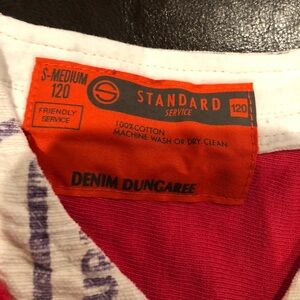 S-MEDIUM
120
STANDARD
SERVICE
120
FRIENDLY
SERVICE
100%COTTON
MACHINE WASH OR DRY CLEAN
DENIM DUNGAREE